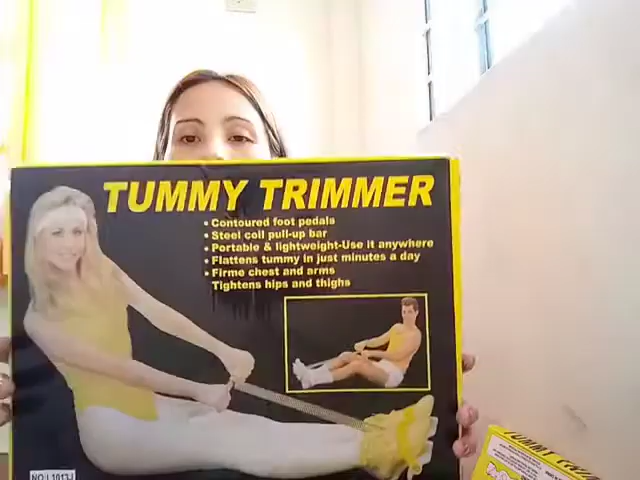 TUMMY TRIMMER
• Contoured foot pedals
• Steel coil pull-up bar
• Portable & lightweight-Use it anywhere
• Flattens tummy in just minutes a day
• Firme chest and arms
Tightens hips and thighs
TUMMY